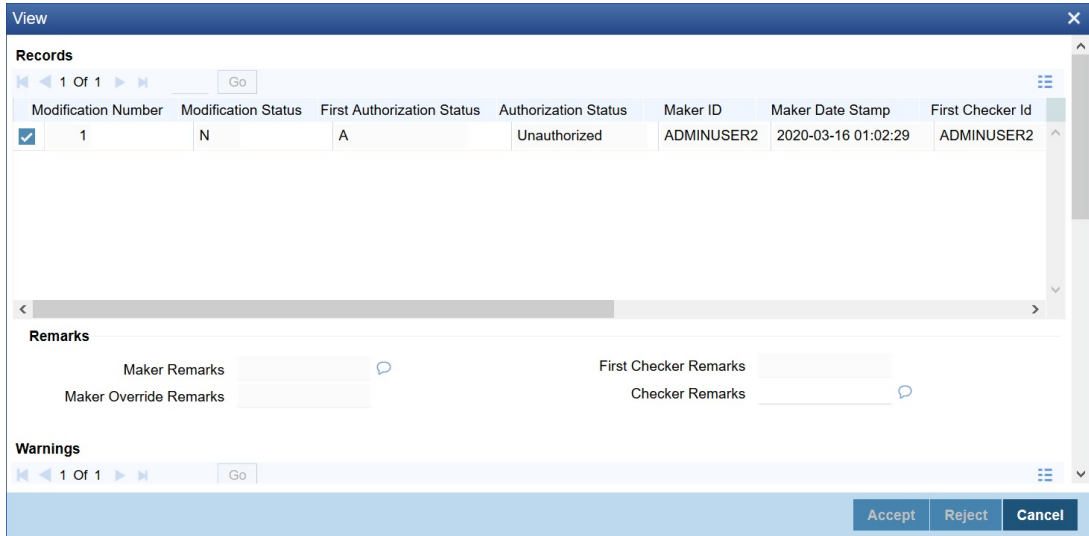 View
Records
1 Of 1 Go
Modification Number Modification Status First Authorization Status Authorization Status Maker ID Maker Date Stamp First Checker Id
1 N A Unauthorized ADMINUSER2 2020-03-16 01:02:29 ADMINUSER2
Remarks
Maker Remarks First Checker Remarks
Maker Override Remarks Checker Remarks
Warnings
1 Of 1 Go
Accept Reject Cancel